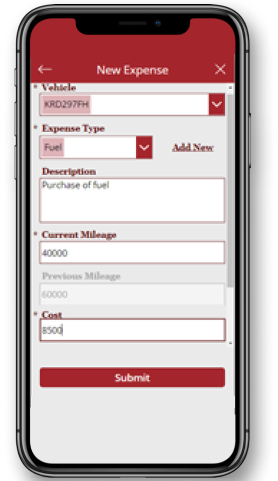 New Expense
* Vehicle
KRD297FH
* Expense Type
Fuel
Add New
Description
Purchase of fuel
* Current Mileage
40000
Previous Mileage
60000
* Cost
8500
Submit